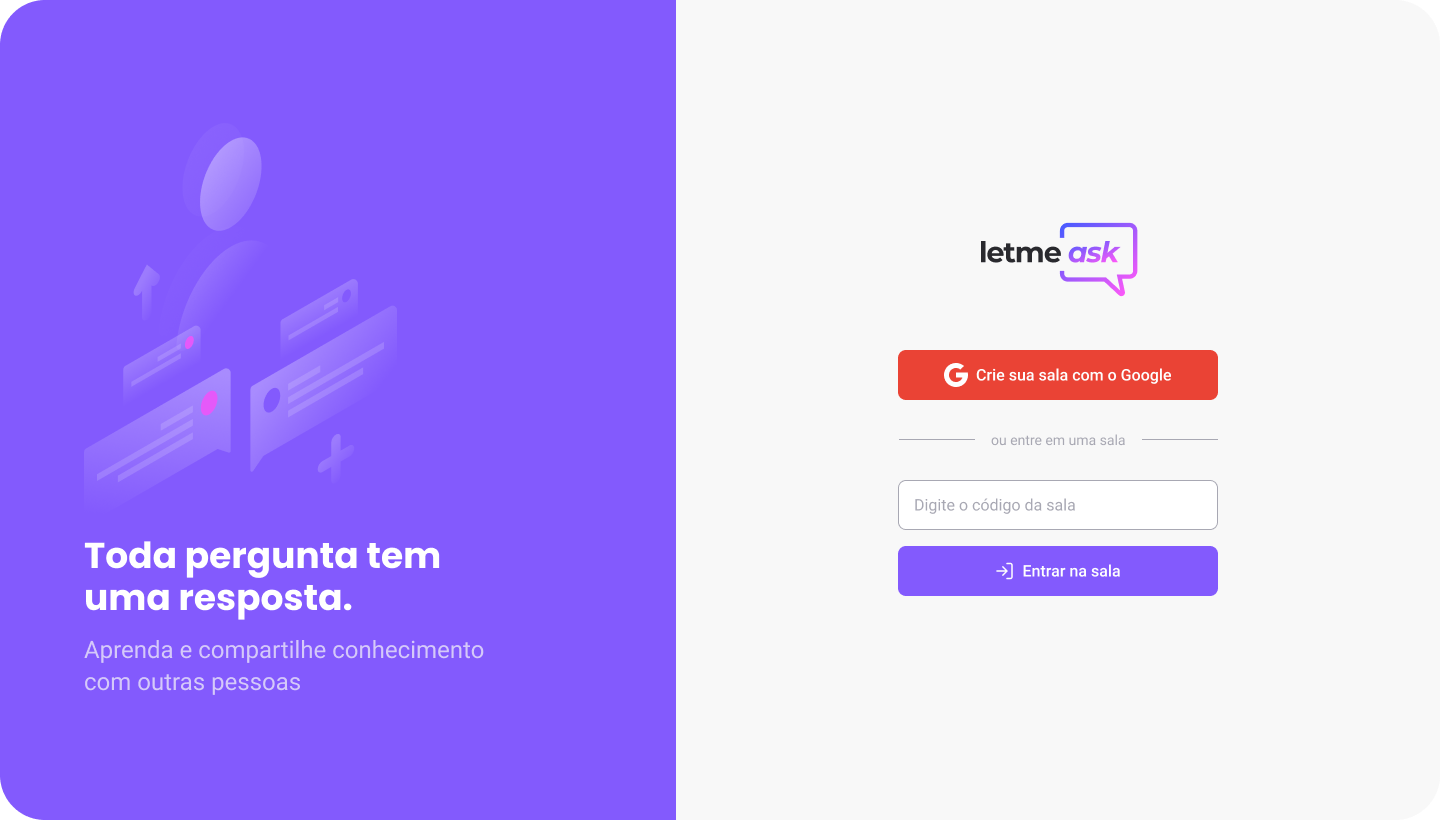 Toda pergunta tem
uma resposta.
Aprenda e compartilhe conhecimento
com outras pessoas
letme ask
Crie sua sala com o Google
ou entre em uma sala
Digite o código da sala
Entrar na sala